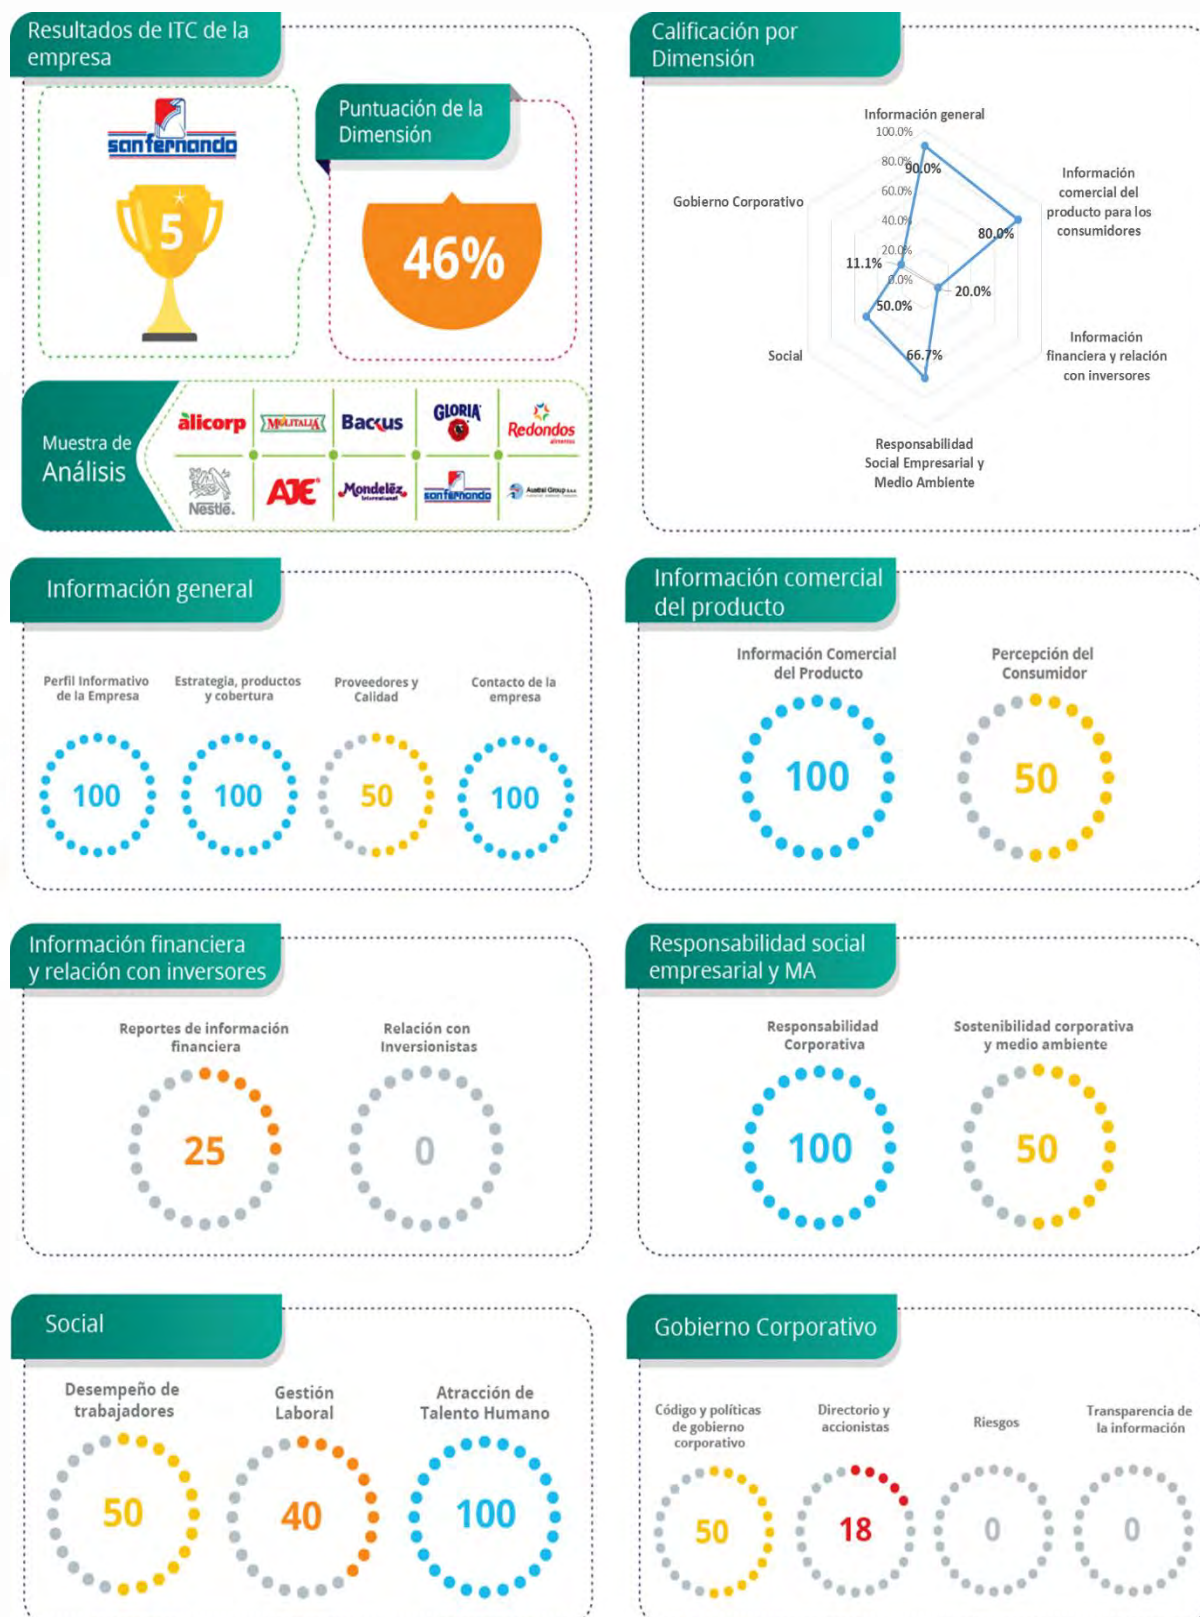 Resultados de ITC de la
empresa
sanfernando
5
Puntuación de la
Dimensión
46%
Muestra de
Análisis
alicorp
MOLITALIA
Backus
GLORIA
Redondos
alimentos
Nestlé.
AJE
Mondelēz
International
sanfernando
Austral Group S.A.A.
Calificación por
Dimensión
Información general
100.0%
80.0%
90.0%
60.0%
40.0%
20.0%
0.0%
Información
comercial del
producto para los
consumidores
80.0%
Gobierno Corporativo
11.1%
20.0%
50.0%
Social
66.7%
Información
financiera y relación
con inversores
Responsabilidad
Social Empresarial y
Medio Ambiente
Información general
Perfil Informativo
de la Empresa
100
Estrategia, productos
y cobertura
100
Proveedores y
Calidad
50
Contacto de la
empresa
100
Información comercial
del producto
Información Comercial
del Producto
100
Percepción del
Consumidor
50
Información financiera
y relación con inversores
Reportes de información
financiera
25
Relación con
Inversionistas
0
Responsabilidad social
empresarial y MA
Responsabilidad
Corporativa
100
Sostenibilidad corporativa
y medio ambiente
50
Social
Desempeño de
trabajadores
50
Gestión
Laboral
40
Atracción de
Talento Humano
100
Gobierno Corporativo
Código y políticas
de gobierno
corporativo
50
Directorio y
accionistas
18
Riesgos
0
Transparencia de
la información
0